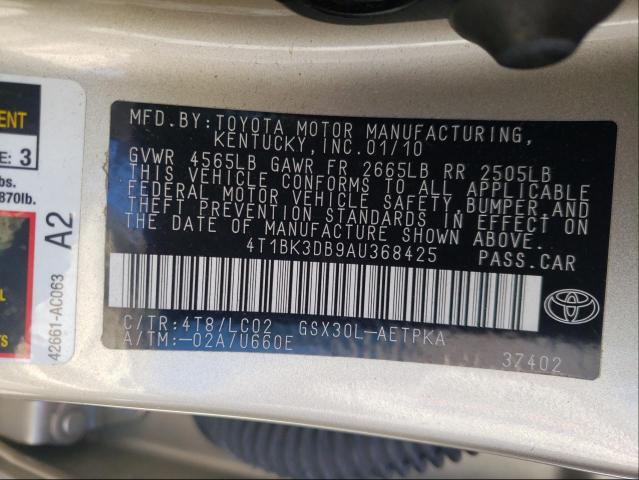 MFD.BY:TOYOTA MOTOR MANUFACTURING,
KENTUCKY, INC.01/10
GVWR 4565LB GAWR FR 2665LB RR 2505LB
THIS VEHICLE CONFORMS TO ALL APPLICABLE
FEDERAL MOTOR VEHICLE SAFETY,BUMPER,AND
THEFT PREVENTION STANDARDS IN EFFECT ON
THE DATE OF MANUFACTURE SHOWN ABOVE.
4T1BK3DB9AU368425 PASS.CAR
C/TR:4T8/LC02 GSX30L-AETPKA
A/TM:-02A/U660E
37402
ENT
E: 3
bs.
870lb.
A2
42661-AC063
L
TS